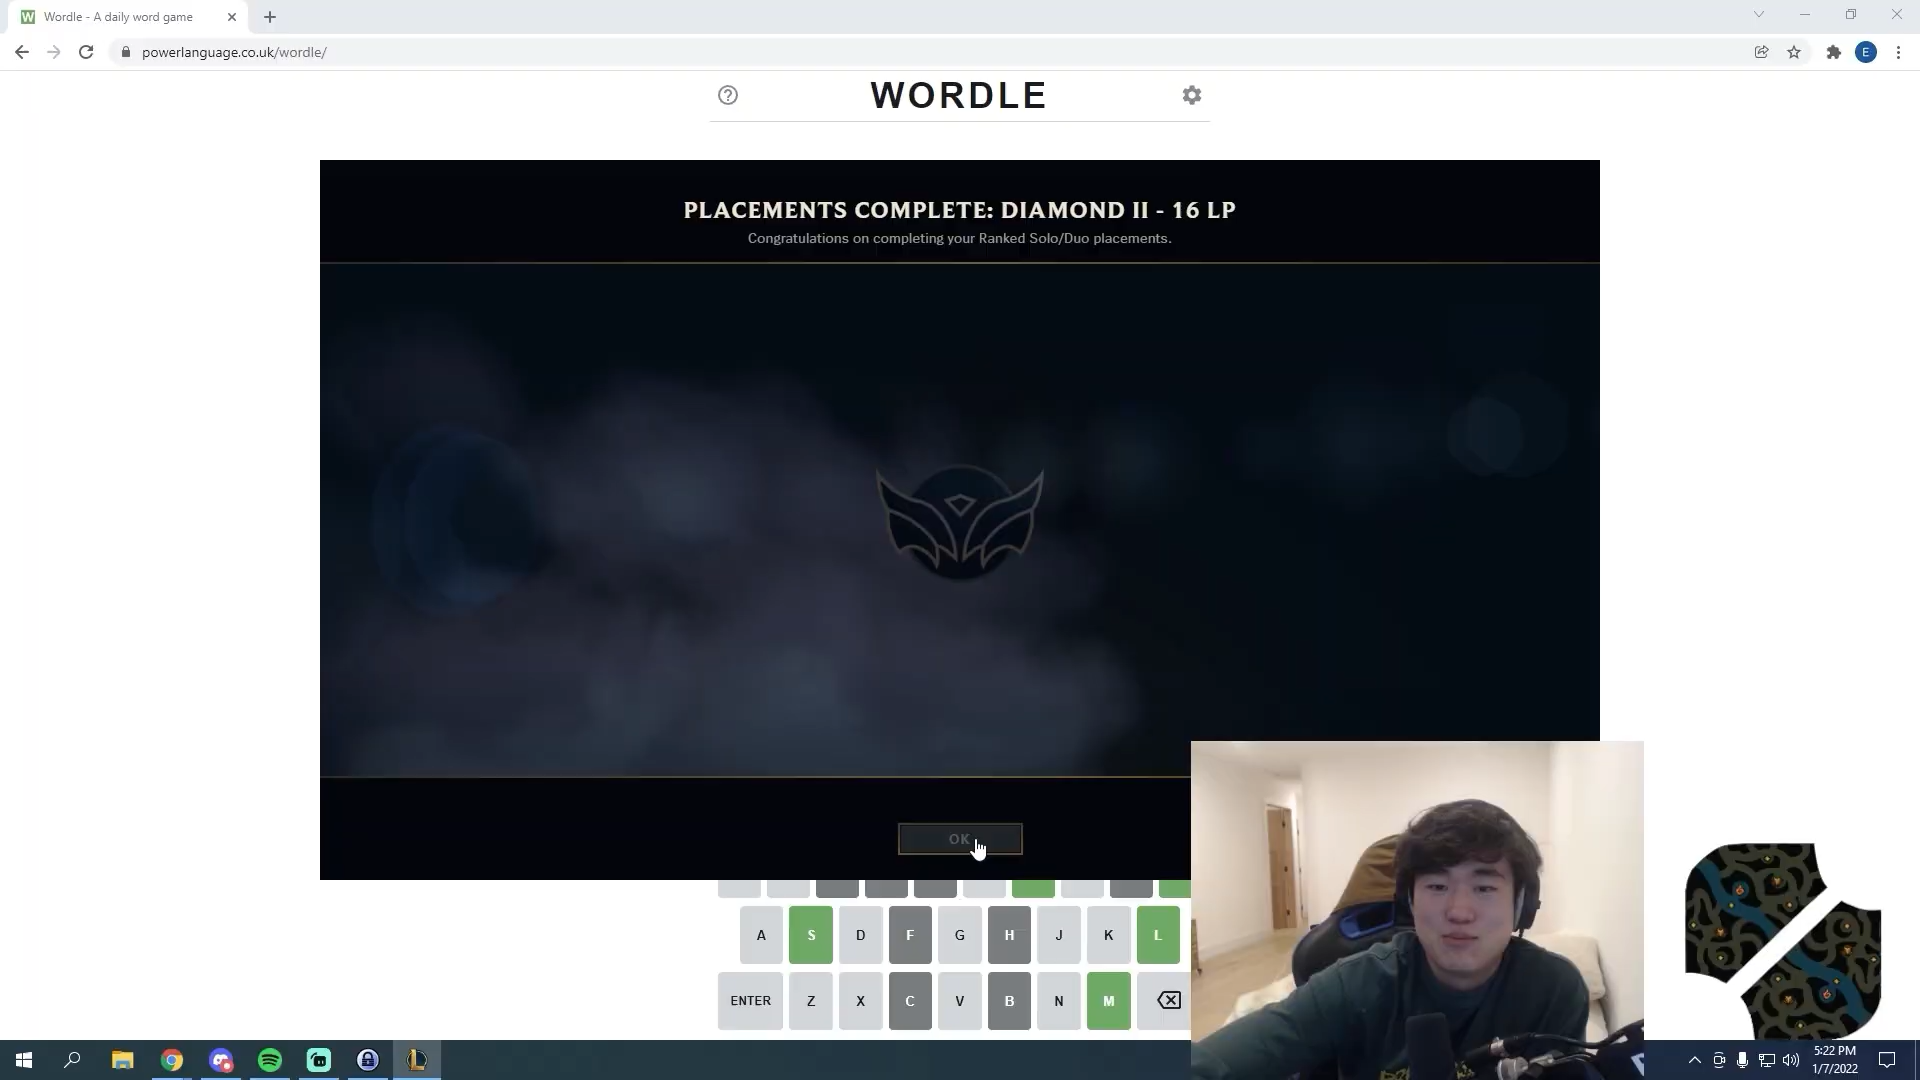 Wordle - A daily word game
powerlanguage.co.uk/wordle/
E
WORDLE
PLACEMENTS COMPLETE: DIAMOND II - 16 LP
Congratulations on completing your Ranked Solo/Duo placements.
OK
A S D F G H J K L
ENTER Z X C V B N M
5:22 PM
1/7/2022